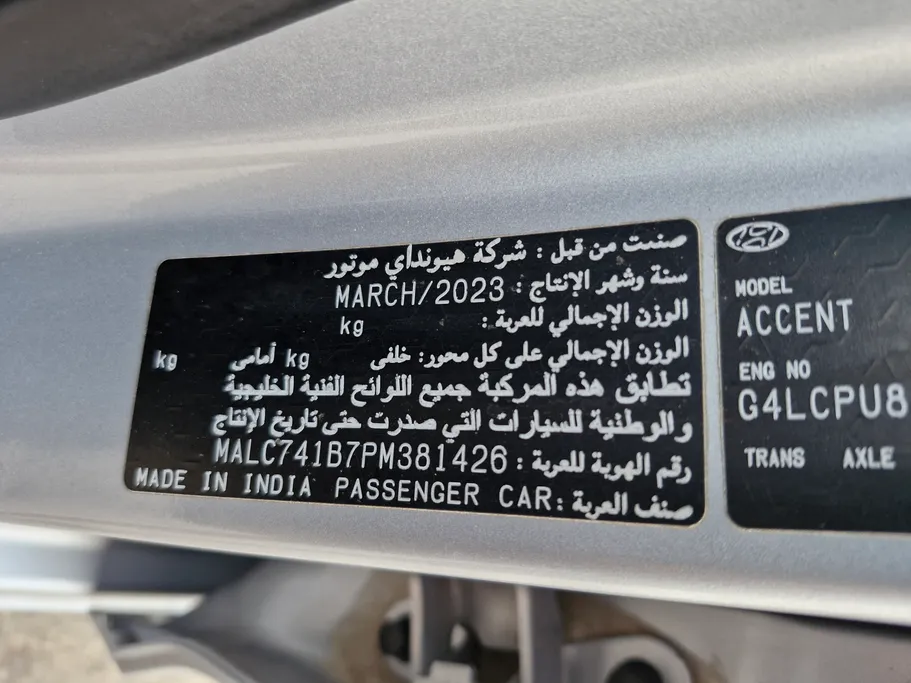 صنعت من قبل : شركة هيونداي موتور
سنة وشهر الإنتاج : MARCH/2023
الوزن الإجمالي للعربة : kg
الوزن الإجمالي على كل محور: خلفى kg أمامى kg
تطابق هذه المركبة جميع اللوائح الفنية الخليجية
والوطنية للسيارات التي صدرت حتى تاريخ الإنتاج
رقم الهوية للعربة : MALC741B7PM381426
صنف العربة : MADE IN INDIA PASSENGER CAR
MODEL
ACCENT
ENG NO
G4LCPU8
TRANS AXLE